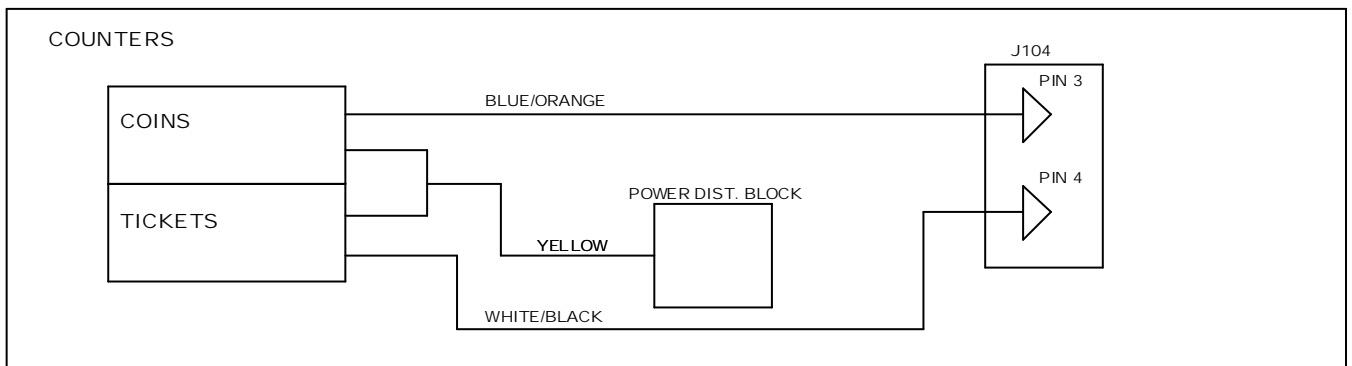 COUNTERS
J104
PIN 3
BLUE/ORANGE
COINS
PIN 4
POWER DIST. BLOCK
TICKETS
YELLOW
WHITE/BLACK